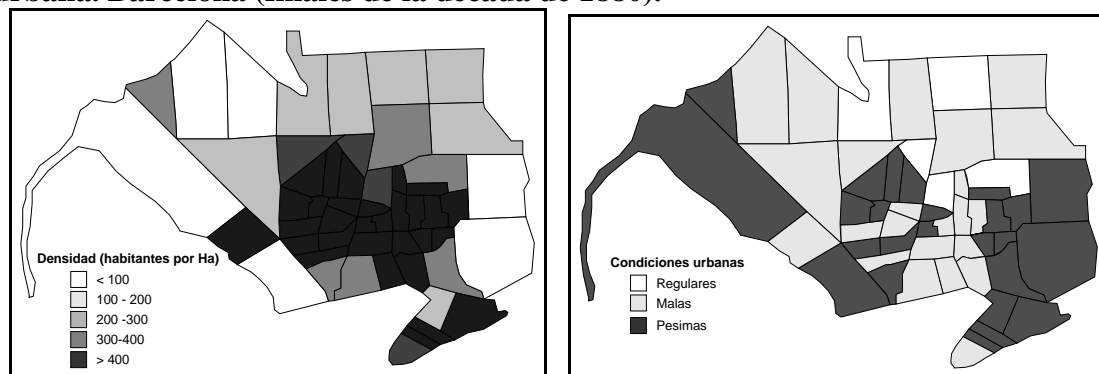 urbana. Barcelona (finales de la década de 1880).
Densidad (habitantes por Ha)
< 100
100 - 200
200 -300
300-400
> 400
Condiciones urbanas
Regulares
Malas
Pesimas